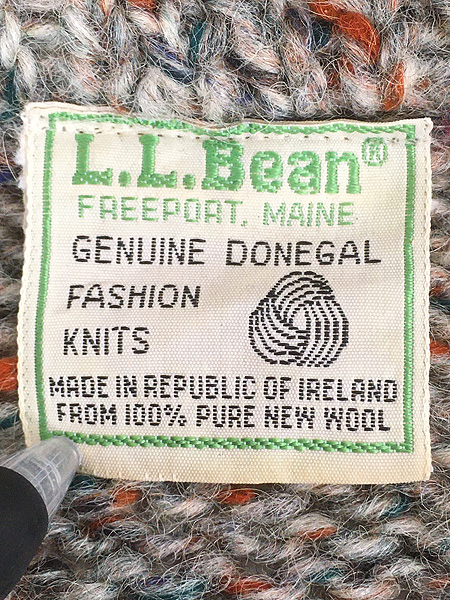 L.L.Bean®
FREEPORT, MAINE
GENUINE DONEGAL
FASHION
KNITS
MADE IN REPUBLIC OF IRELAND
FROM 100% PURE NEW WOOL